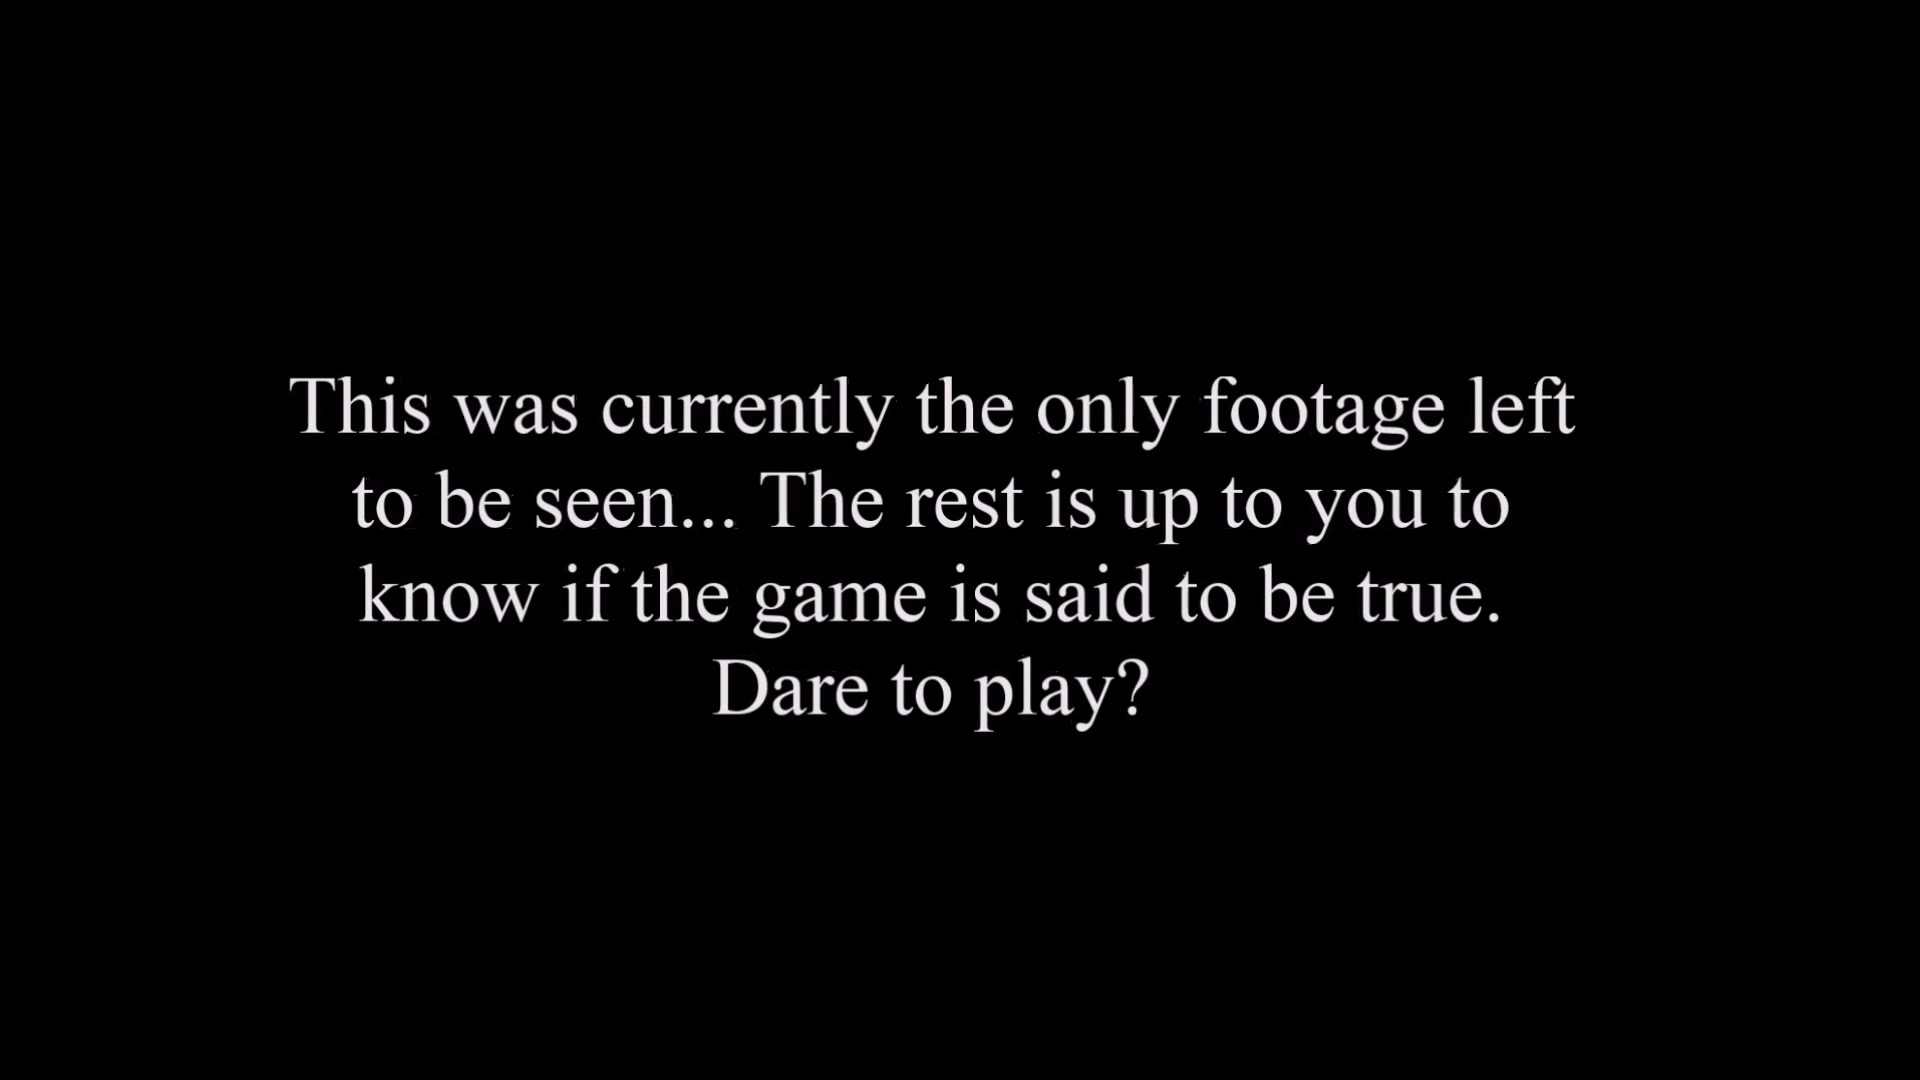 This was currently the only footage left
to be seen... The rest is up to you to
know if the game is said to be true.
Dare to play?